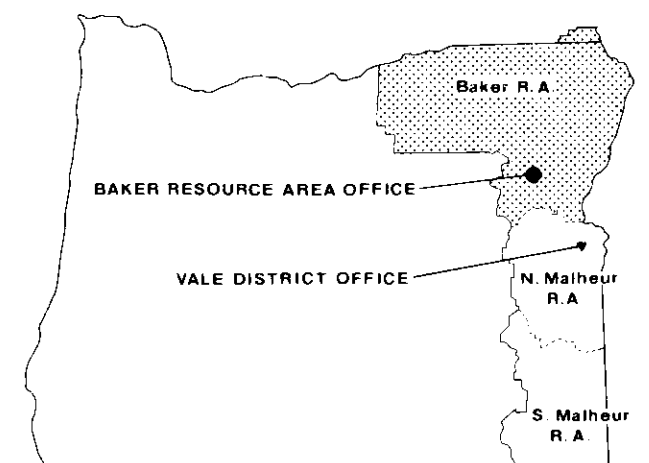 Baker R.A.
BAKER RESOURCE AREA OFFICE
VALE DISTRICT OFFICE
N. Malheur
R.A
S. Malheur
R.A.